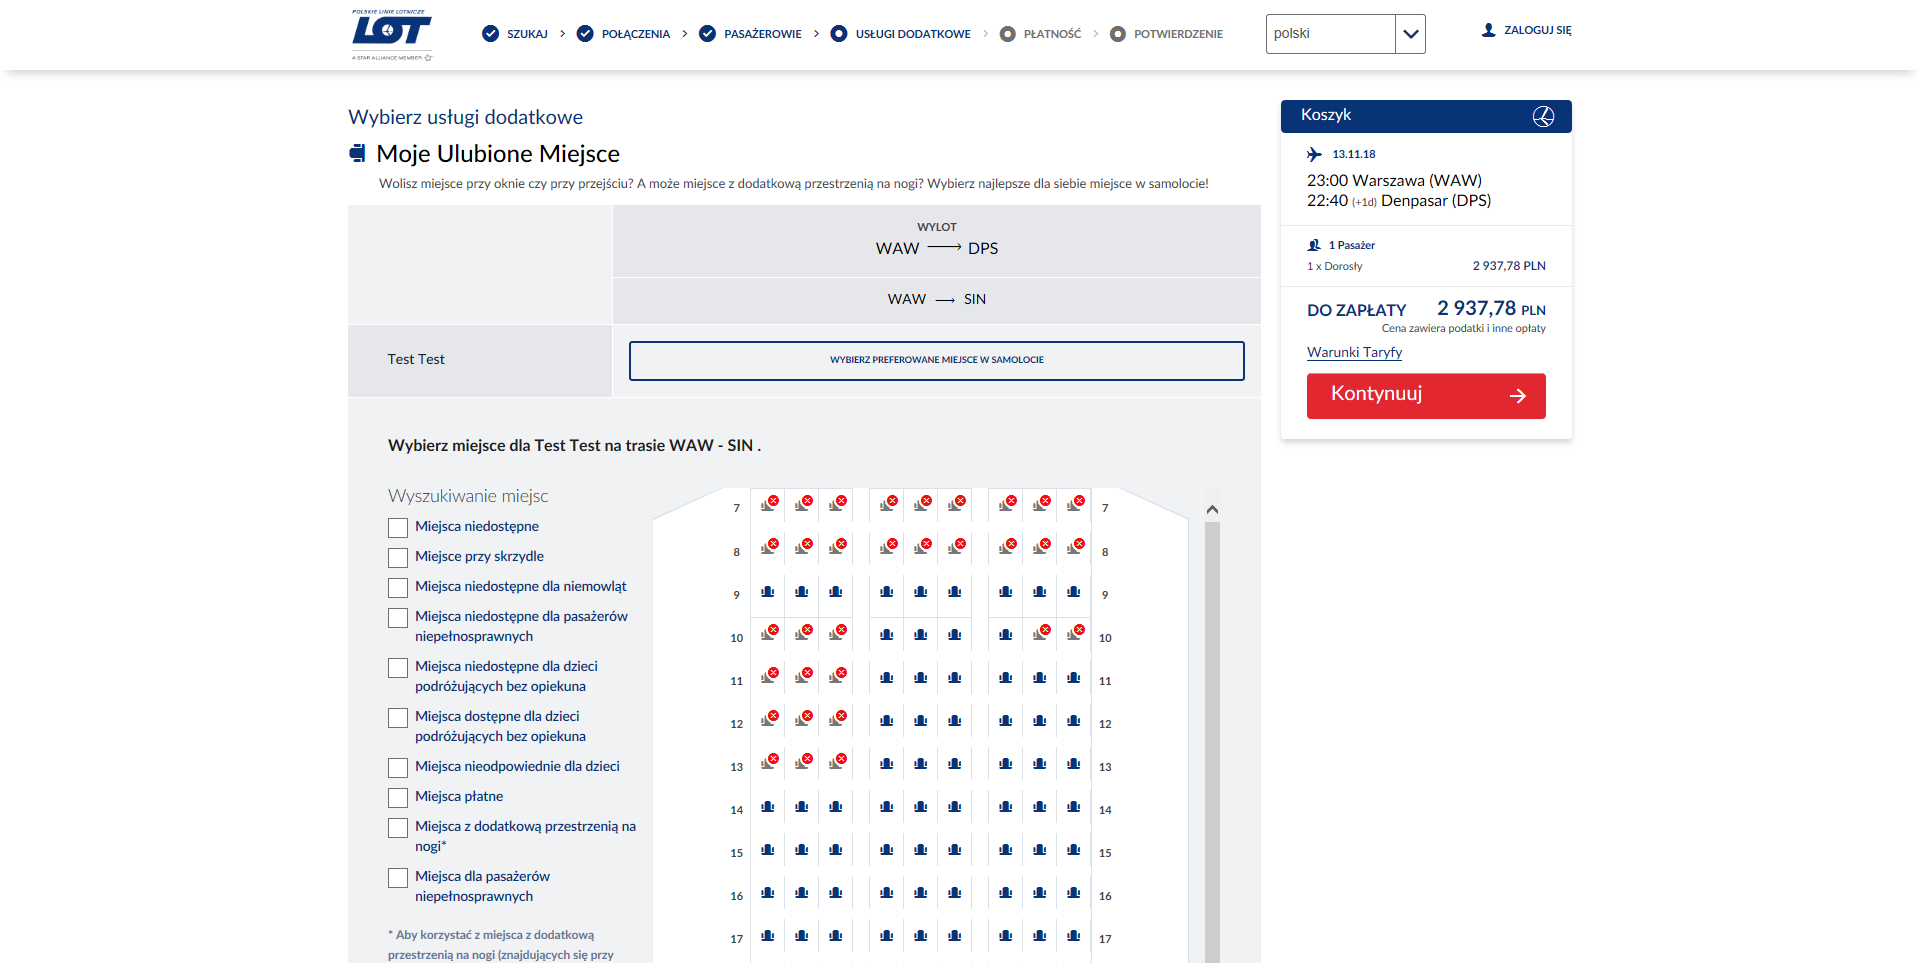 POLSKIE LINIE LOTNICZE
LOT
A STAR ALLIANCE MEMBER
SZUKAJ
POŁĄCZENIA
PASAŻEROWIE
USŁUGI DODATKOWE
PŁATNOŚĆ
POTWIERDZENIE
polski
ZALOGUJ SIĘ
Wybierz usługi dodatkowe
Moje Ulubione Miejsce
Wolisz miejsce przy oknie czy przy przejściu? A może miejsce z dodatkową przestrzenią na nogi? Wybierz najlepsze dla siebie miejsce w samolocie!
WYLOT
WAW → DPS
WAW → SIN
Test Test
WYBIERZ PREFEROWANE MIEJSCE W SAMOLOCIE
Wybierz miejsce dla Test Test na trasie WAW - SIN .
Wyszukiwanie miejsc
Miejsca niedostępne
Miejsce przy skrzydle
Miejsca niedostępne dla niemowląt
Miejsca niedostępne dla pasażerów
niepełnosprawnych
Miejsca niedostępne dla dzieci
podróżujących bez opiekuna
Miejsca dostępne dla dzieci
podróżujących bez opiekuna
Miejsca nieodpowiednie dla dzieci
Miejsca płatne
Miejsca z dodatkową przestrzenią na
nogi*
Miejsca dla pasażerów
niepełnosprawnych
* Aby korzystać z miejsca z dodatkową
przestrzenią na nogi (znajdujących się przy
7 7
8 8
9 9
10 10
11 11
12 12
13 13
14 14
15 15
16 16
17 17
Koszyk
13.11.18
23:00 Warszawa (WAW)
22:40 (+1d) Denpasar (DPS)
1 Pasażer
1 x Dorosły 2 937,78 PLN
DO ZAPŁATY 2 937,78 PLN
Cena zawiera podatki i inne opłaty
Warunki Taryfy
Kontynuuj